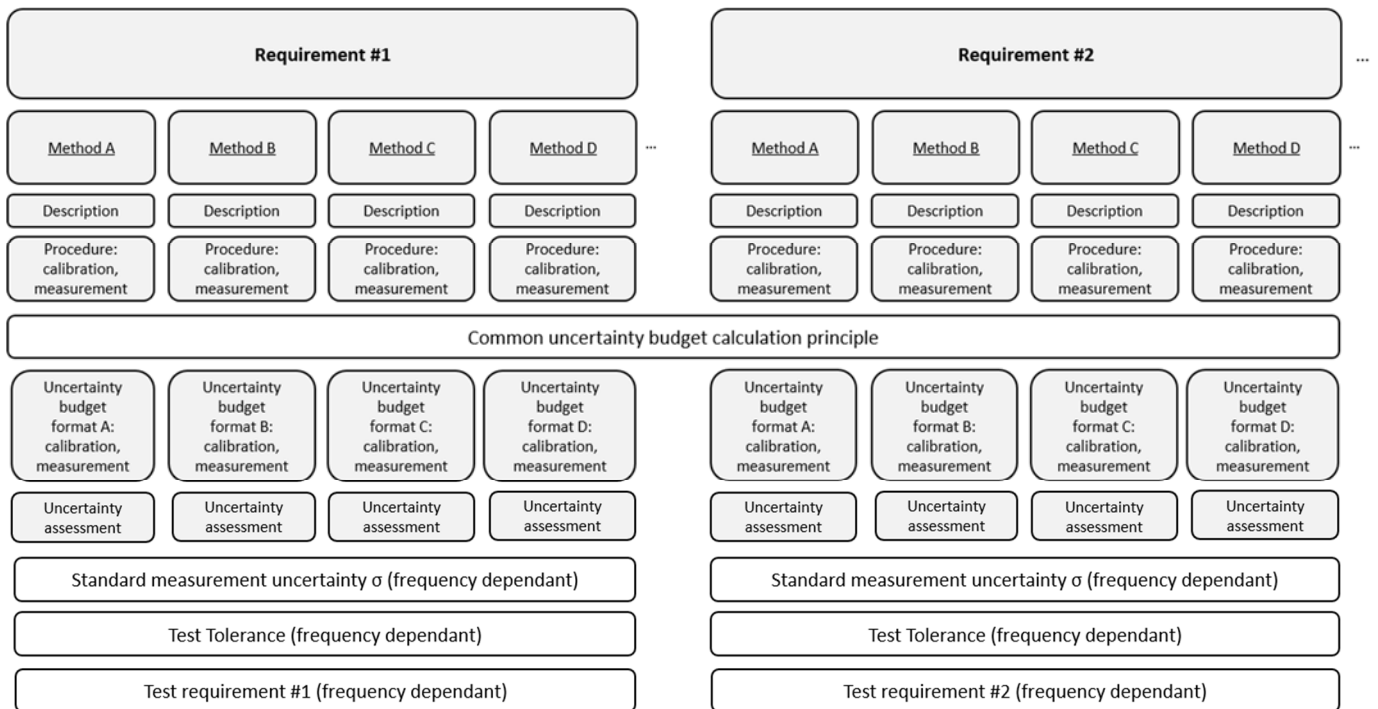 Requirement #1
Requirement #2
...
Method A
Method B
Method C
Method D
...
Method A
Method B
Method C
Method D
...
Description
Description
Description
Description
Description
Description
Description
Description
Procedure:
calibration,
measurement
Procedure:
calibration,
measurement
Procedure:
calibration,
measurement
Procedure:
calibration,
measurement
Procedure:
calibration,
measurement
Procedure:
calibration,
measurement
Procedure:
calibration,
measurement
Procedure:
calibration,
measurement
Common uncertainty budget calculation principle
Uncertainty
budget
format A:
calibration,
measurement
Uncertainty
budget
format B:
calibration,
measurement
Uncertainty
budget
format C:
calibration,
measurement
Uncertainty
budget
format D:
calibration,
measurement
Uncertainty
budget
format A:
calibration,
measurement
Uncertainty
budget
format B:
calibration,
measurement
Uncertainty
budget
format C:
calibration,
measurement
Uncertainty
budget
format D:
calibration,
measurement
Uncertainty
assessment
Uncertainty
assessment
Uncertainty
assessment
Uncertainty
assessment
Uncertainty
assessment
Uncertainty
assessment
Uncertainty
assessment
Uncertainty
assessment
Standard measurement uncertainty σ (frequency dependant)
Standard measurement uncertainty σ (frequency dependant)
Test Tolerance (frequency dependant)
Test Tolerance (frequency dependant)
Test requirement #1 (frequency dependant)
Test requirement #2 (frequency dependant)